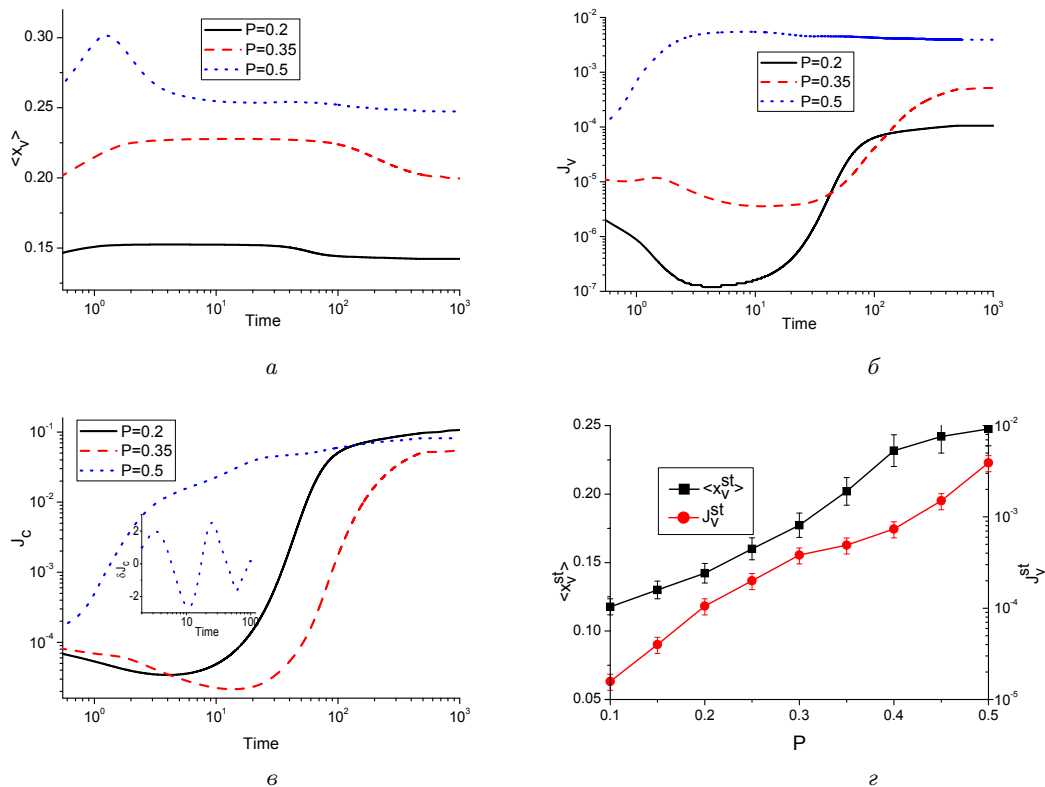 0.30
0.25
0.20
0.15
<x_v>
P=0.2
P=0.35
P=0.5
10^0
10^1
10^2
10^3
Time
а
10^-2
10^-3
10^-4
10^-5
10^-6
10^-7
J_v
P=0.2
P=0.35
P=0.5
10^0
10^1
10^2
10^3
Time
б
10^-1
10^-2
10^-3
10^-4
J_c
P=0.2
P=0.35
P=0.5
2
0
-2
δJ_c
10
100
Time
10^0
10^1
10^2
10^3
Time
в
0.25
0.20
0.15
0.10
0.05
<x_v^st>
<x_v^st>
J_v^st
10^-2
10^-3
10^-4
10^-5
J_v^st
0.1
0.2
0.3
0.4
0.5
P
г